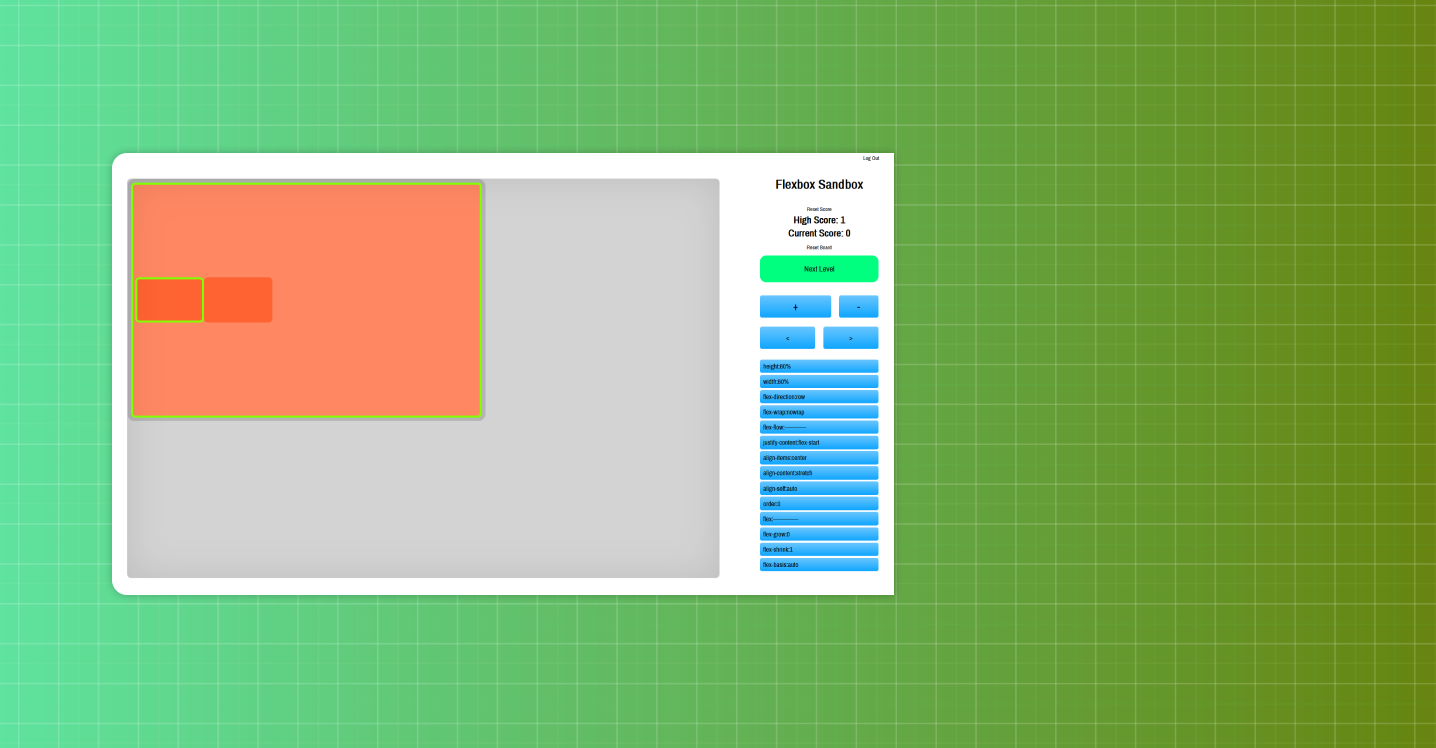 Log Out
Flexbox Sandbox
Reset Score
High Score: 1
Current Score: 0
Reset Board
Next Level
+
-
<
>
height:60%
width:60%
flex-direction:row
flex-wrap:nowrap
flex-flow:------------
justify-content:flex-start
align-items:center
align-content:stretch
align-self:auto
order:0
flex:---------------
flex-grow:0
flex-shrink:1
flex-basis:auto